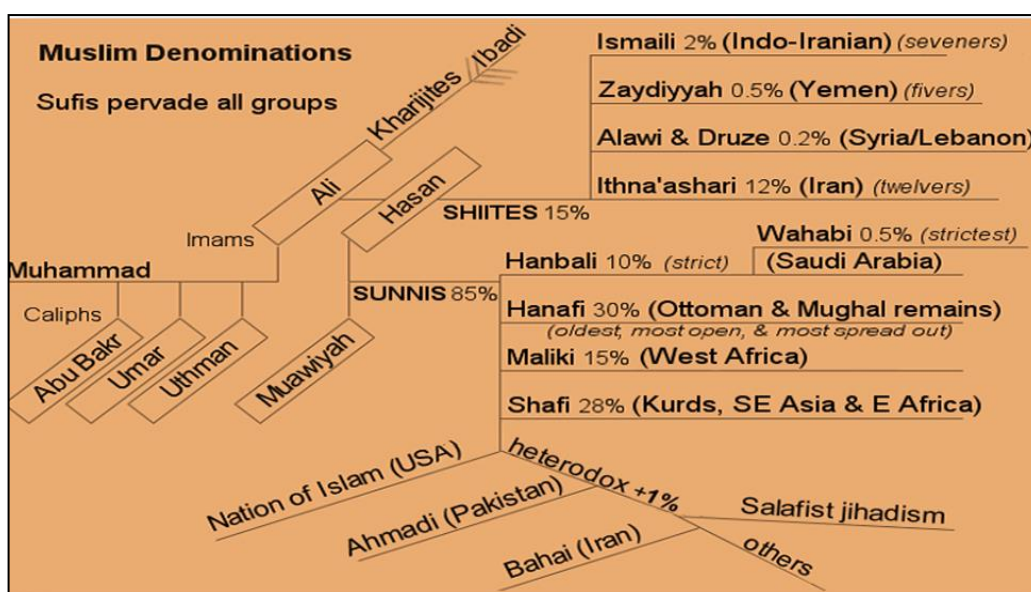 Muslim Denominations
Sufis pervade all groups
Kharijites
Ibadi
Ali
Hasan
Imams
Muhammad
Caliphs
Abu Bakr
Umar
Uthman
Muawiyah
SHIITES 15%
Ismaili 2% (Indo-Iranian) (seveners)
Zaydiyyah 0.5% (Yemen) (fivers)
Alawi & Druze 0.2% (Syria/Lebanon)
Ithna'ashari 12% (Iran) (twelvers)
SUNNIS 85%
Wahabi 0.5% (strictest)
Hanbali 10% (strict)
(Saudi Arabia)
Hanafi 30% (Ottoman & Mughal remains)
(oldest, most open, & most spread out)
Maliki 15% (West Africa)
Shafi 28% (Kurds, SE Asia & E Africa)
heterodox +1%
Nation of Islam (USA)
Ahmadi (Pakistan)
Bahai (Iran)
Salafist jihadism
others